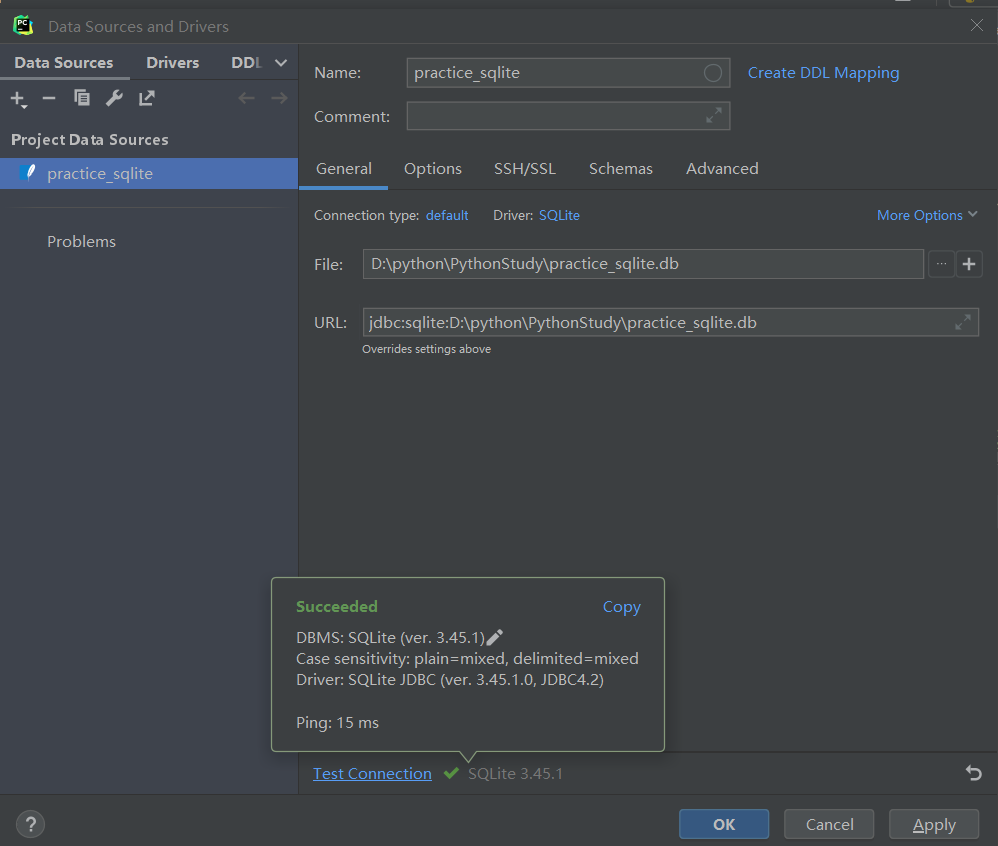 PC
Data Sources and Drivers
Data Sources
Drivers
DDL
Project Data Sources
practice_sqlite
Problems
Name:
practice_sqlite
Create DDL Mapping
Comment:
General
Options
SSH/SSL
Schemas
Advanced
Connection type: default
Driver: SQLite
More Options
File:
D:\python\PythonStudy\practice_sqlite.db
...
URL:
jdbc:sqlite:D:\python\PythonStudy\practice_sqlite.db
Overrides settings above
Succeeded
Copy
DBMS: SQLite (ver. 3.45.1)
Case sensitivity: plain=mixed, delimited=mixed
Driver: SQLite JDBC (ver. 3.45.1.0, JDBC4.2)
Ping: 15 ms
Test Connection
SQLite 3.45.1
?
OK
Cancel
Apply